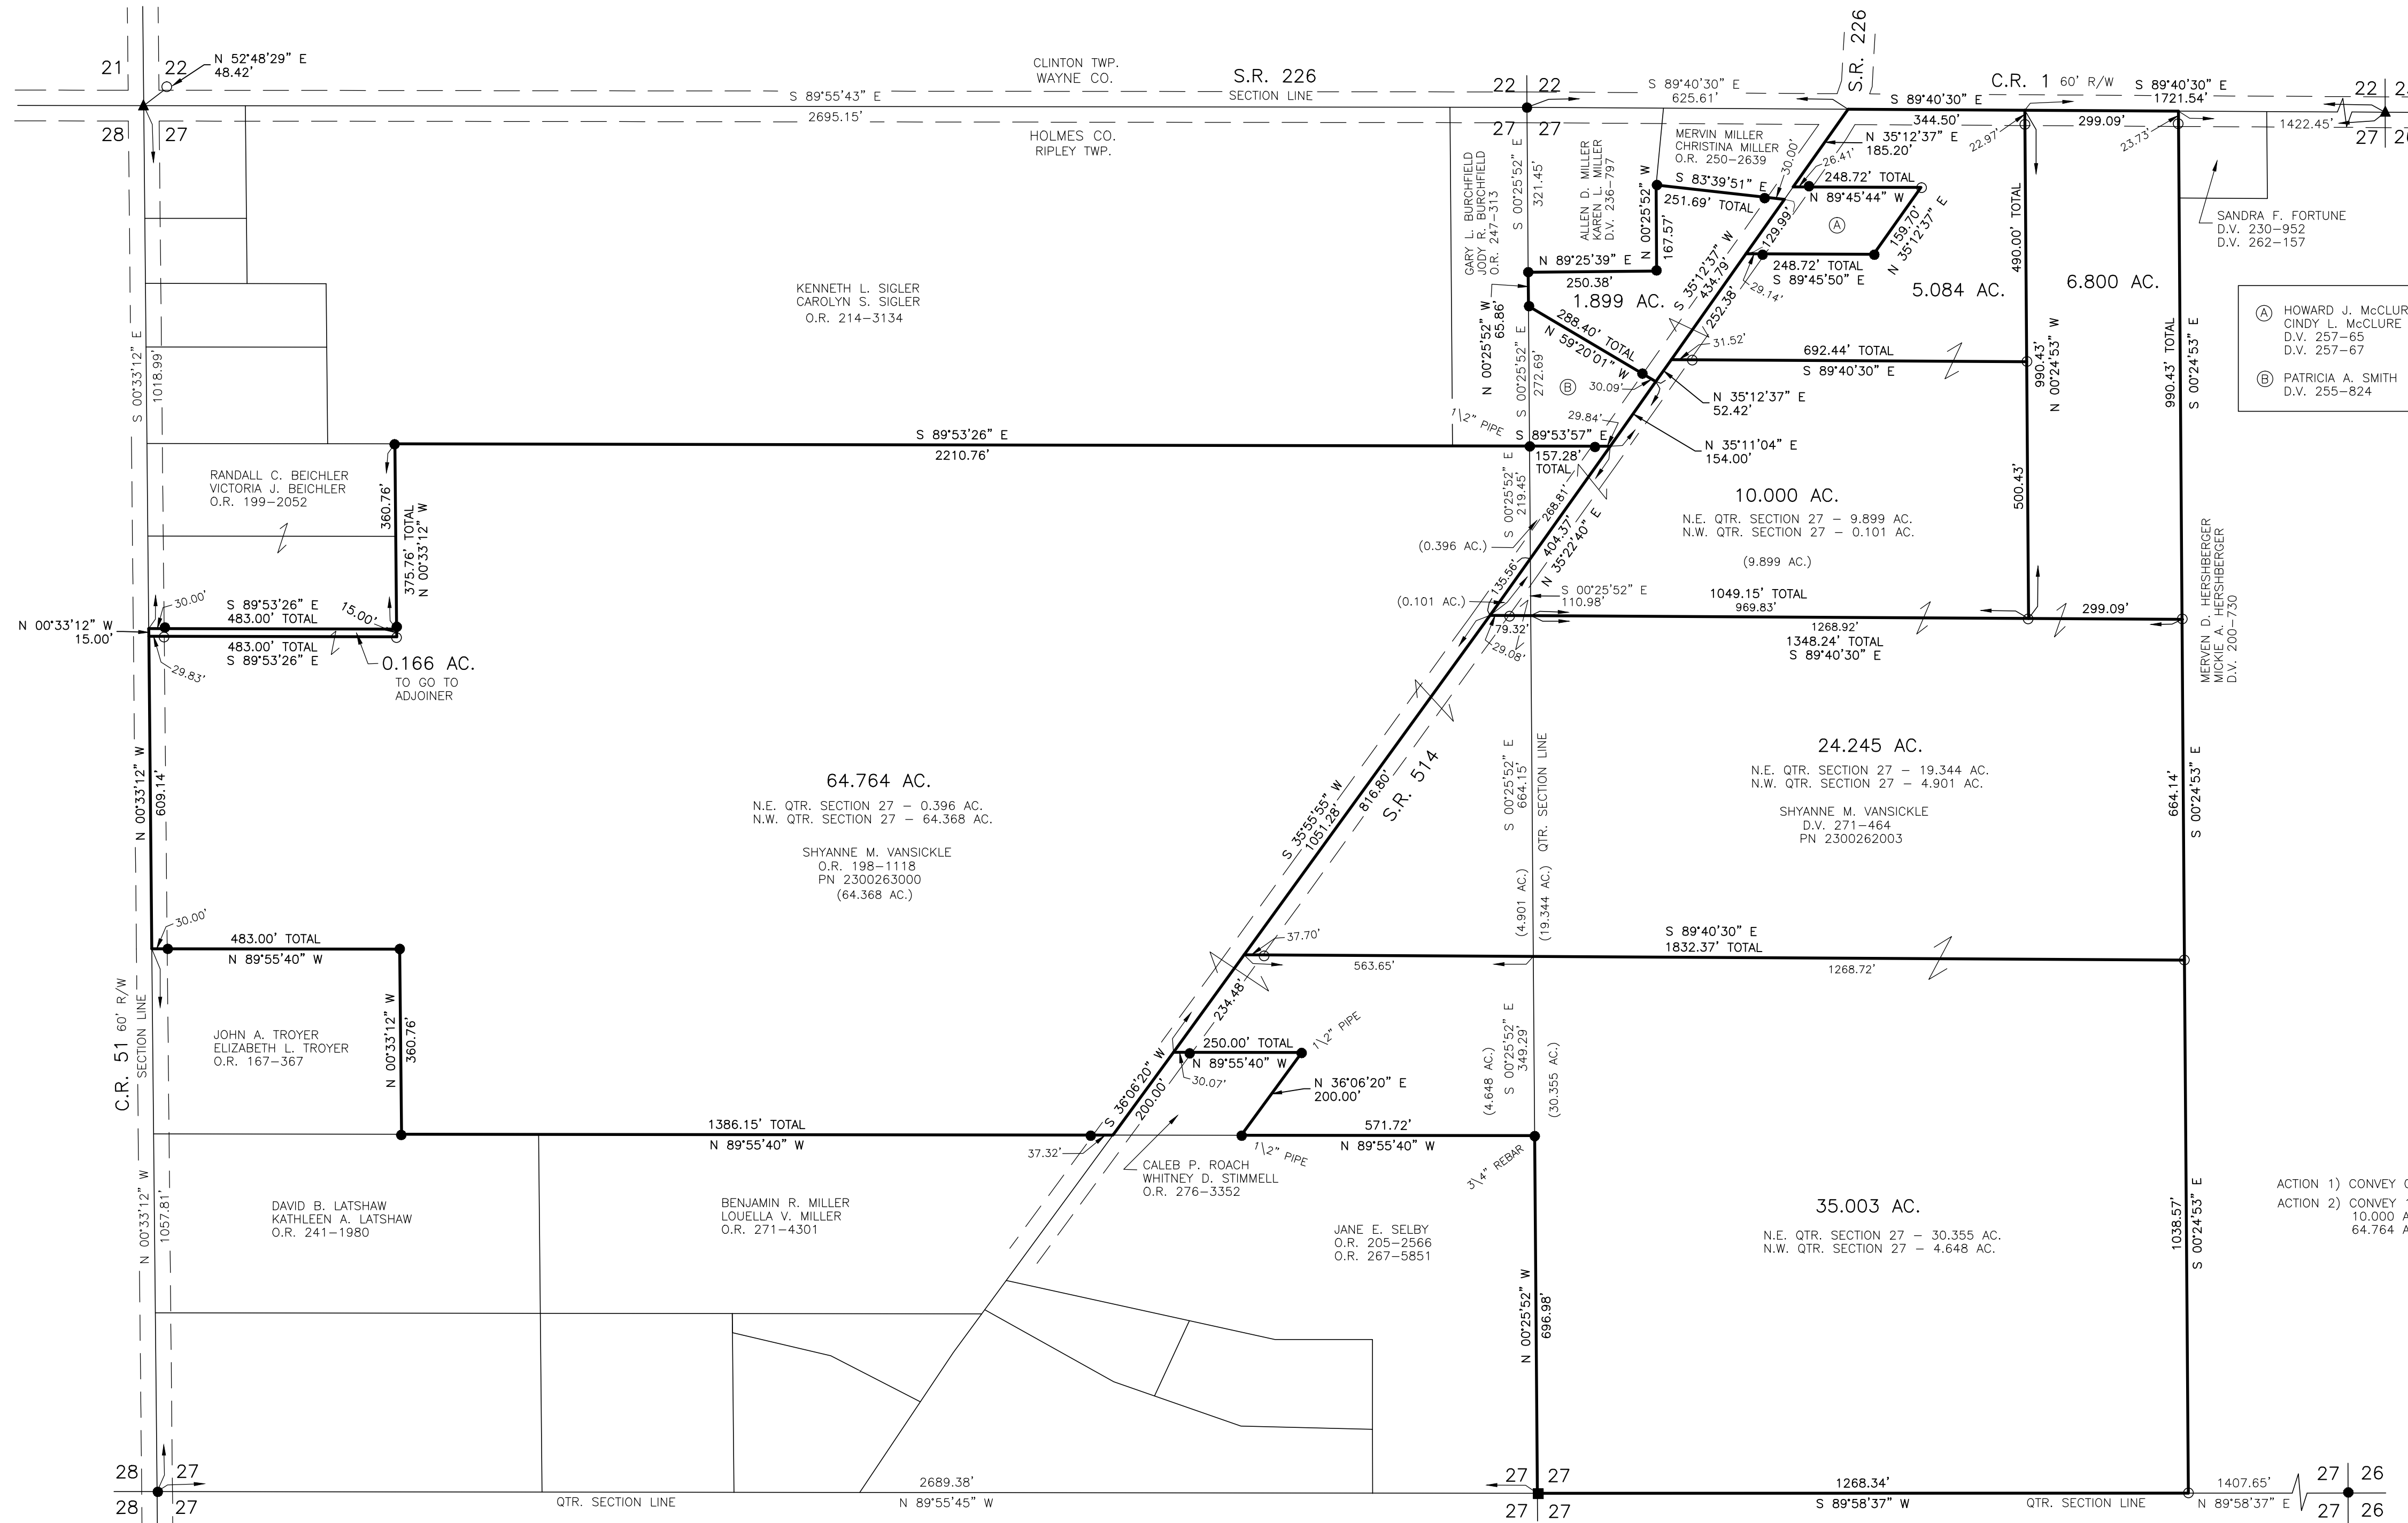 21
22
N 52°48'29" E
48.42'
28
27
CLINTON TWP.
WAYNE CO.
S.R. 226
S 89°55'43" E
SECTION LINE
2695.15'
HOLMES CO.
RIPLEY TWP.
22
22
27
27
S 89°40'30" E
625.61'
S.R. 226
C.R. 1 60' R/W
S 89°40'30" E
344.50'
S 89°40'30" E
1721.54'
299.09'
1422.45'
22
27
GARY L. BURCHFIELD
JODY R. BURCHFIELD
O.R. 247-313
S 00°25'52" E
321.45'
ALLEN D. MILLER
KAREN L. MILLER
D.V. 236-797
MERVIN MILLER
CHRISTINA MILLER
O.R. 250-2639
30.00'
N 35°12'37" E
185.20'
26.41'
22.97'
23.73'
N 00°25'52" W
167.57'
S 83°39'51" E
251.69' TOTAL
248.72' TOTAL
N 89°45'44" W
A
159.70'
N 35°12'37" E
248.72' TOTAL
S 89°45'50" E
129.99'
29.14'
490.00' TOTAL
SANDRA F. FORTUNE
D.V. 230-952
D.V. 262-157
N 89°25'39" E
250.38'
1.899 AC.
S 35°12'37" W
434.79'
252.38'
5.084 AC.
6.800 AC.
A HOWARD J. McCLUR
CINDY L. McCLURE
D.V. 257-65
D.V. 257-67
B PATRICIA A. SMITH
D.V. 255-824
KENNETH L. SIGLER
CAROLYN S. SIGLER
O.R. 214-3134
S 00°33'12" E
1018.99'
N 00°25'52" W
65.86'
S 00°25'52" E
272.69'
288.40' TOTAL
N 59°20'01" W
B
30.09'
31.52'
692.44' TOTAL
S 89°40'30" E
N 35°12'37" E
52.42'
990.43'
N 00°24'53" W
990.43' TOTAL
S 00°24'53" E
1\2" PIPE
29.84'
S 89°53'57" E
157.28'
TOTAL
N 35°11'04" E
154.00'
S 89°53'26" E
2210.76'
RANDALL C. BEICHLER
VICTORIA J. BEICHLER
O.R. 199-2052
360.76'
375.76' TOTAL
N 00°33'12" W
S 00°25'52" E
219.45'
268.81'
404.37'
N 35°22'40" E
(0.396 AC.)
135.56'
(0.101 AC.)
10.000 AC.
N.E. QTR. SECTION 27 - 9.899 AC.
N.W. QTR. SECTION 27 - 0.101 AC.
(9.899 AC.)
500.43'
MERVEN D. HERSHBERGER
MICKIE A. HERSHBERGER
D.V. 200-730
S 00°25'52" E
110.98'
1049.15' TOTAL
969.83'
299.09'
79.32'
29.08'
1268.92'
1348.24' TOTAL
S 89°40'30" E
N 00°33'12" W
15.00'
30.00'
S 89°53'26" E
483.00' TOTAL
15.00'
483.00' TOTAL
S 89°53'26" E
29.83'
0.166 AC.
TO GO TO
ADJOINER
N 00°33'12" W
609.14'
64.764 AC.
N.E. QTR. SECTION 27 - 0.396 AC.
N.W. QTR. SECTION 27 - 64.368 AC.
SHYANNE M. VANSICKLE
O.R. 198-1118
PN 2300263000
(64.368 AC.)
S 35°55'55" W
1051.28'
816.80'
S.R. 514
S 00°25'52" E
664.15'
QTR. SECTION LINE
(4.901 AC.)
(19.344 AC.)
24.245 AC.
N.E. QTR. SECTION 27 - 19.344 AC.
N.W. QTR. SECTION 27 - 4.901 AC.
SHYANNE M. VANSICKLE
D.V. 271-464
PN 2300262003
664.14'
S 00°24'53" E
30.00'
483.00' TOTAL
N 89°55'40" W
37.70'
563.65'
S 89°40'30" E
1832.37' TOTAL
1268.72'
C.R. 51 60' R/W
SECTION LINE
JOHN A. TROYER
ELIZABETH L. TROYER
O.R. 167-367
N 00°33'12" W
360.76'
234.48'
250.00' TOTAL
N 89°55'40" W
1\2" PIPE
30.07'
N 36°06'20" E
200.00'
S 36°06'20" W
200.00'
(4.648 AC.)
S 00°25'52" E
349.29'
(30.355 AC.)
1386.15' TOTAL
N 89°55'40" W
37.32'
571.72'
N 89°55'40" W
1\2" PIPE
3\4" REBAR
CALEB P. ROACH
WHITNEY D. STIMMELL
O.R. 276-3352
N 00°33'12" W
1057.81'
DAVID B. LATSHAW
KATHLEEN A. LATSHAW
O.R. 241-1980
BENJAMIN R. MILLER
LOUELLA V. MILLER
O.R. 271-4301
JANE E. SELBY
O.R. 205-2566
O.R. 267-5851
35.003 AC.
N.E. QTR. SECTION 27 - 30.355 AC.
N.W. QTR. SECTION 27 - 4.648 AC.
1038.57'
S 00°24'53" E
ACTION 1) CONVEY
ACTION 2) CONVEY
10.000
64.764
N 00°25'52" W
696.98'
28
27
28
27
QTR. SECTION LINE
2689.38'
N 89°55'45" W
27
27
27
27
1268.34'
S 89°58'37" W
QTR. SECTION LINE
1407.65'
N 89°58'37" E
27
26
27
26